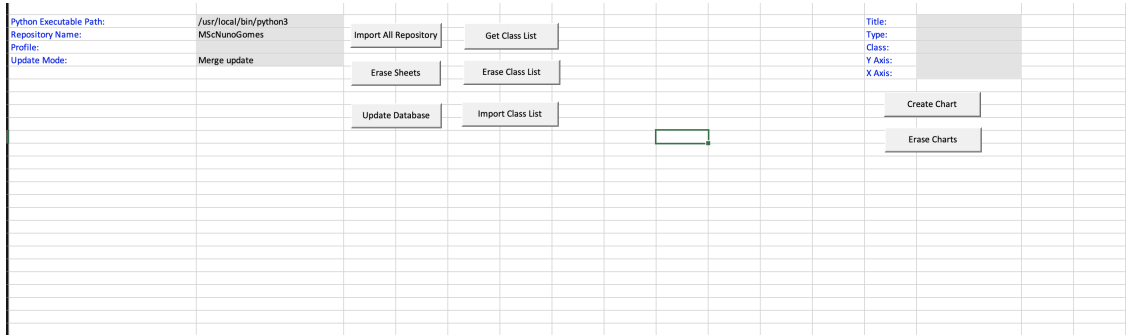 Python Executable Path: /usr/local/bin/python3
Repository Name: MScNunoGomes
Profile:
Update Mode: Merge update
Import All Repository Get Class List
Erase Sheets Erase Class List
Update Database Import Class List
Title:
Type:
Class:
Y Axis:
X Axis:
Create Chart
Erase Charts